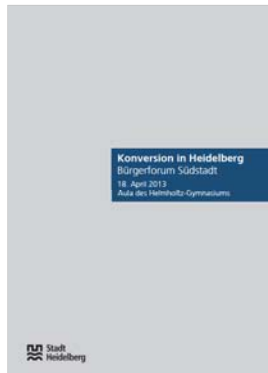 Konversion in Heidelberg
Bürgerforum Südstadt
18. April 2013
Aula des Helmholtz-Gymnasiums
Stadt
Heidelberg